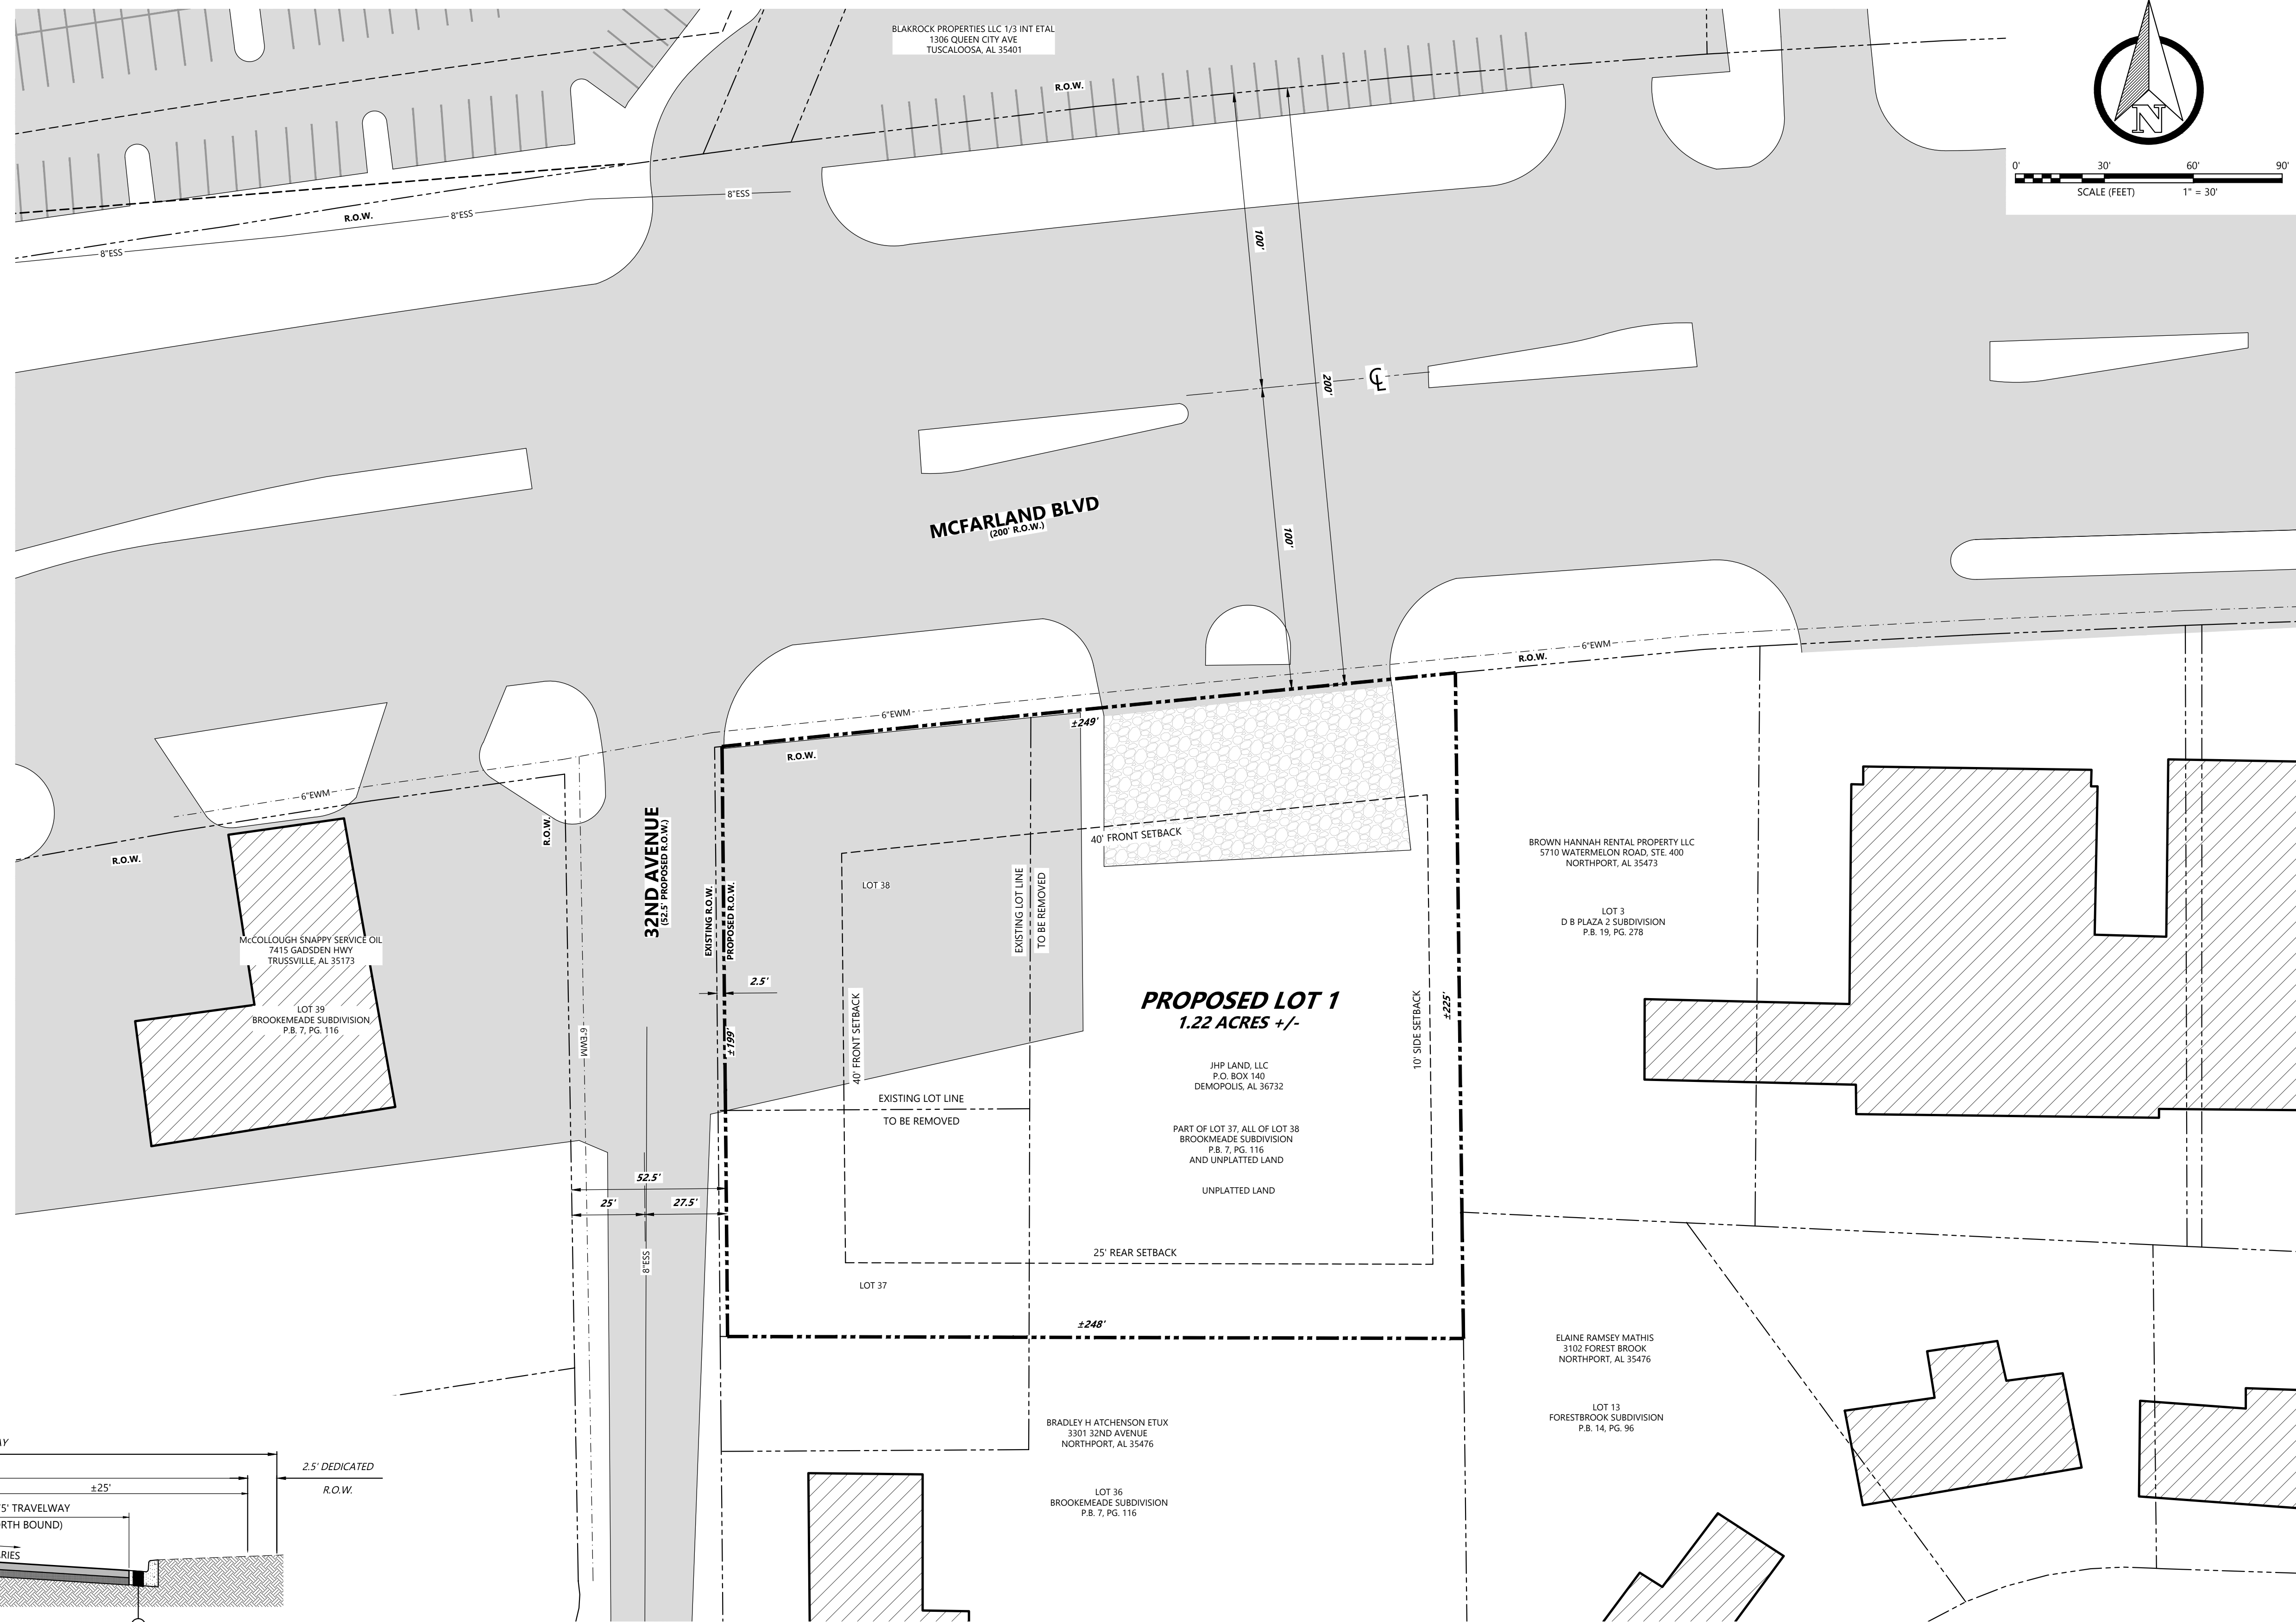 BLAKROCK PROPERTIES LLC 1/3 INT ETAL
1306 QUEEN CITY AVE
TUSCALOOSA, AL 35401
N
0' 30' 60' 90'
SCALE (FEET) 1" = 30'
R.O.W.
8"ESS
8"ESS
8"ESS
R.O.W.
100'
200'
℄
100'
MCFARLAND BLVD
(200' R.O.W.)
6"EWM
R.O.W.
6"EWM
±249'
R.O.W.
6"EWM
R.O.W.
R.O.W.
32ND AVENUE
(52.5' PROPOSED R.O.W.)
EXISTING R.O.W.
PROPOSED R.O.W.
40' FRONT SETBACK
LOT 38
EXISTING LOT LINE
TO BE REMOVED
BROWN HANNAH RENTAL PROPERTY LLC
5710 WATERMELON ROAD, STE. 400
NORTHPORT, AL 35473
LOT 3
D B PLAZA 2 SUBDIVISION
P.B. 19, PG. 278
McCOLLOUGH SNAPPY SERVICE OIL
7415 GADSDEN HWY
TRUSSVILLE, AL 35173
LOT 39
BROOKEMEADE SUBDIVISION
P.B. 7, PG. 116
2.5'
±199'
6"EWM
40' FRONT SETBACK
PROPOSED LOT 1
1.22 ACRES +/-
10' SIDE SETBACK
±225'
JHP LAND, LLC
P.O. BOX 140
DEMOPOLIS, AL 36732
EXISTING LOT LINE
TO BE REMOVED
PART OF LOT 37, ALL OF LOT 38
BROOKMEADE SUBDIVISION
P.B. 7, PG. 116
AND UNPLATTED LAND
UNPLATTED LAND
52.5'
25' 27.5'
8"ESS
25' REAR SETBACK
LOT 37
±248'
ELAINE RAMSEY MATHIS
3102 FOREST BROOK
NORTHPORT, AL 35476
LOT 13
FORESTBROOK SUBDIVISION
P.B. 14, PG. 96
BRADLEY H ATCHENSON ETUX
3301 32ND AVENUE
NORTHPORT, AL 35476
LOT 36
BROOKEMEADE SUBDIVISION
P.B. 7, PG. 116
AY
2.5' DEDICATED
R.O.W.
±25'
5' TRAVELWAY
RTH BOUND)
RIES